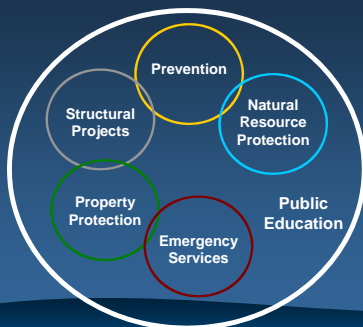 Prevention
Structural
Projects
Natural
Resource
Protection
Property
Protection
Public
Education
Emergency
Services